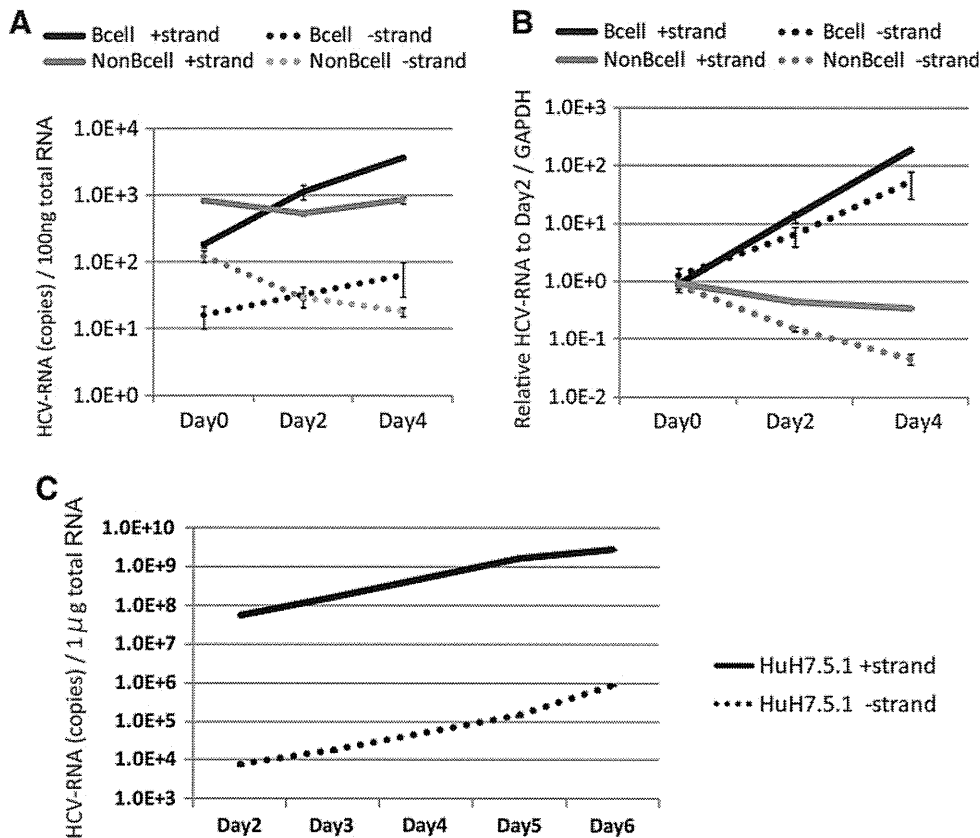 A
Bcell +strand
Bcell -strand
NonBcell +strand
NonBcell -strand
HCV-RNA (copies) / 100ng total RNA
1.0E+4
1.0E+3
1.0E+2
1.0E+1
1.0E+0
Day0 Day2 Day4
B
Bcell +strand
Bcell -strand
NonBcell +strand
NonBcell -strand
Relative HCV-RNA to Day2 / GAPDH
1.0E+3
1.0E+2
1.0E+1
1.0E+0
1.0E-1
1.0E-2
Day0 Day2 Day4
C
HCV-RNA (copies) / 1 μg total RNA
1.0E+10
1.0E+9
1.0E+8
1.0E+7
1.0E+6
1.0E+5
1.0E+4
1.0E+3
Day2 Day3 Day4 Day5 Day6
HuH7.5.1 +strand
HuH7.5.1 -strand